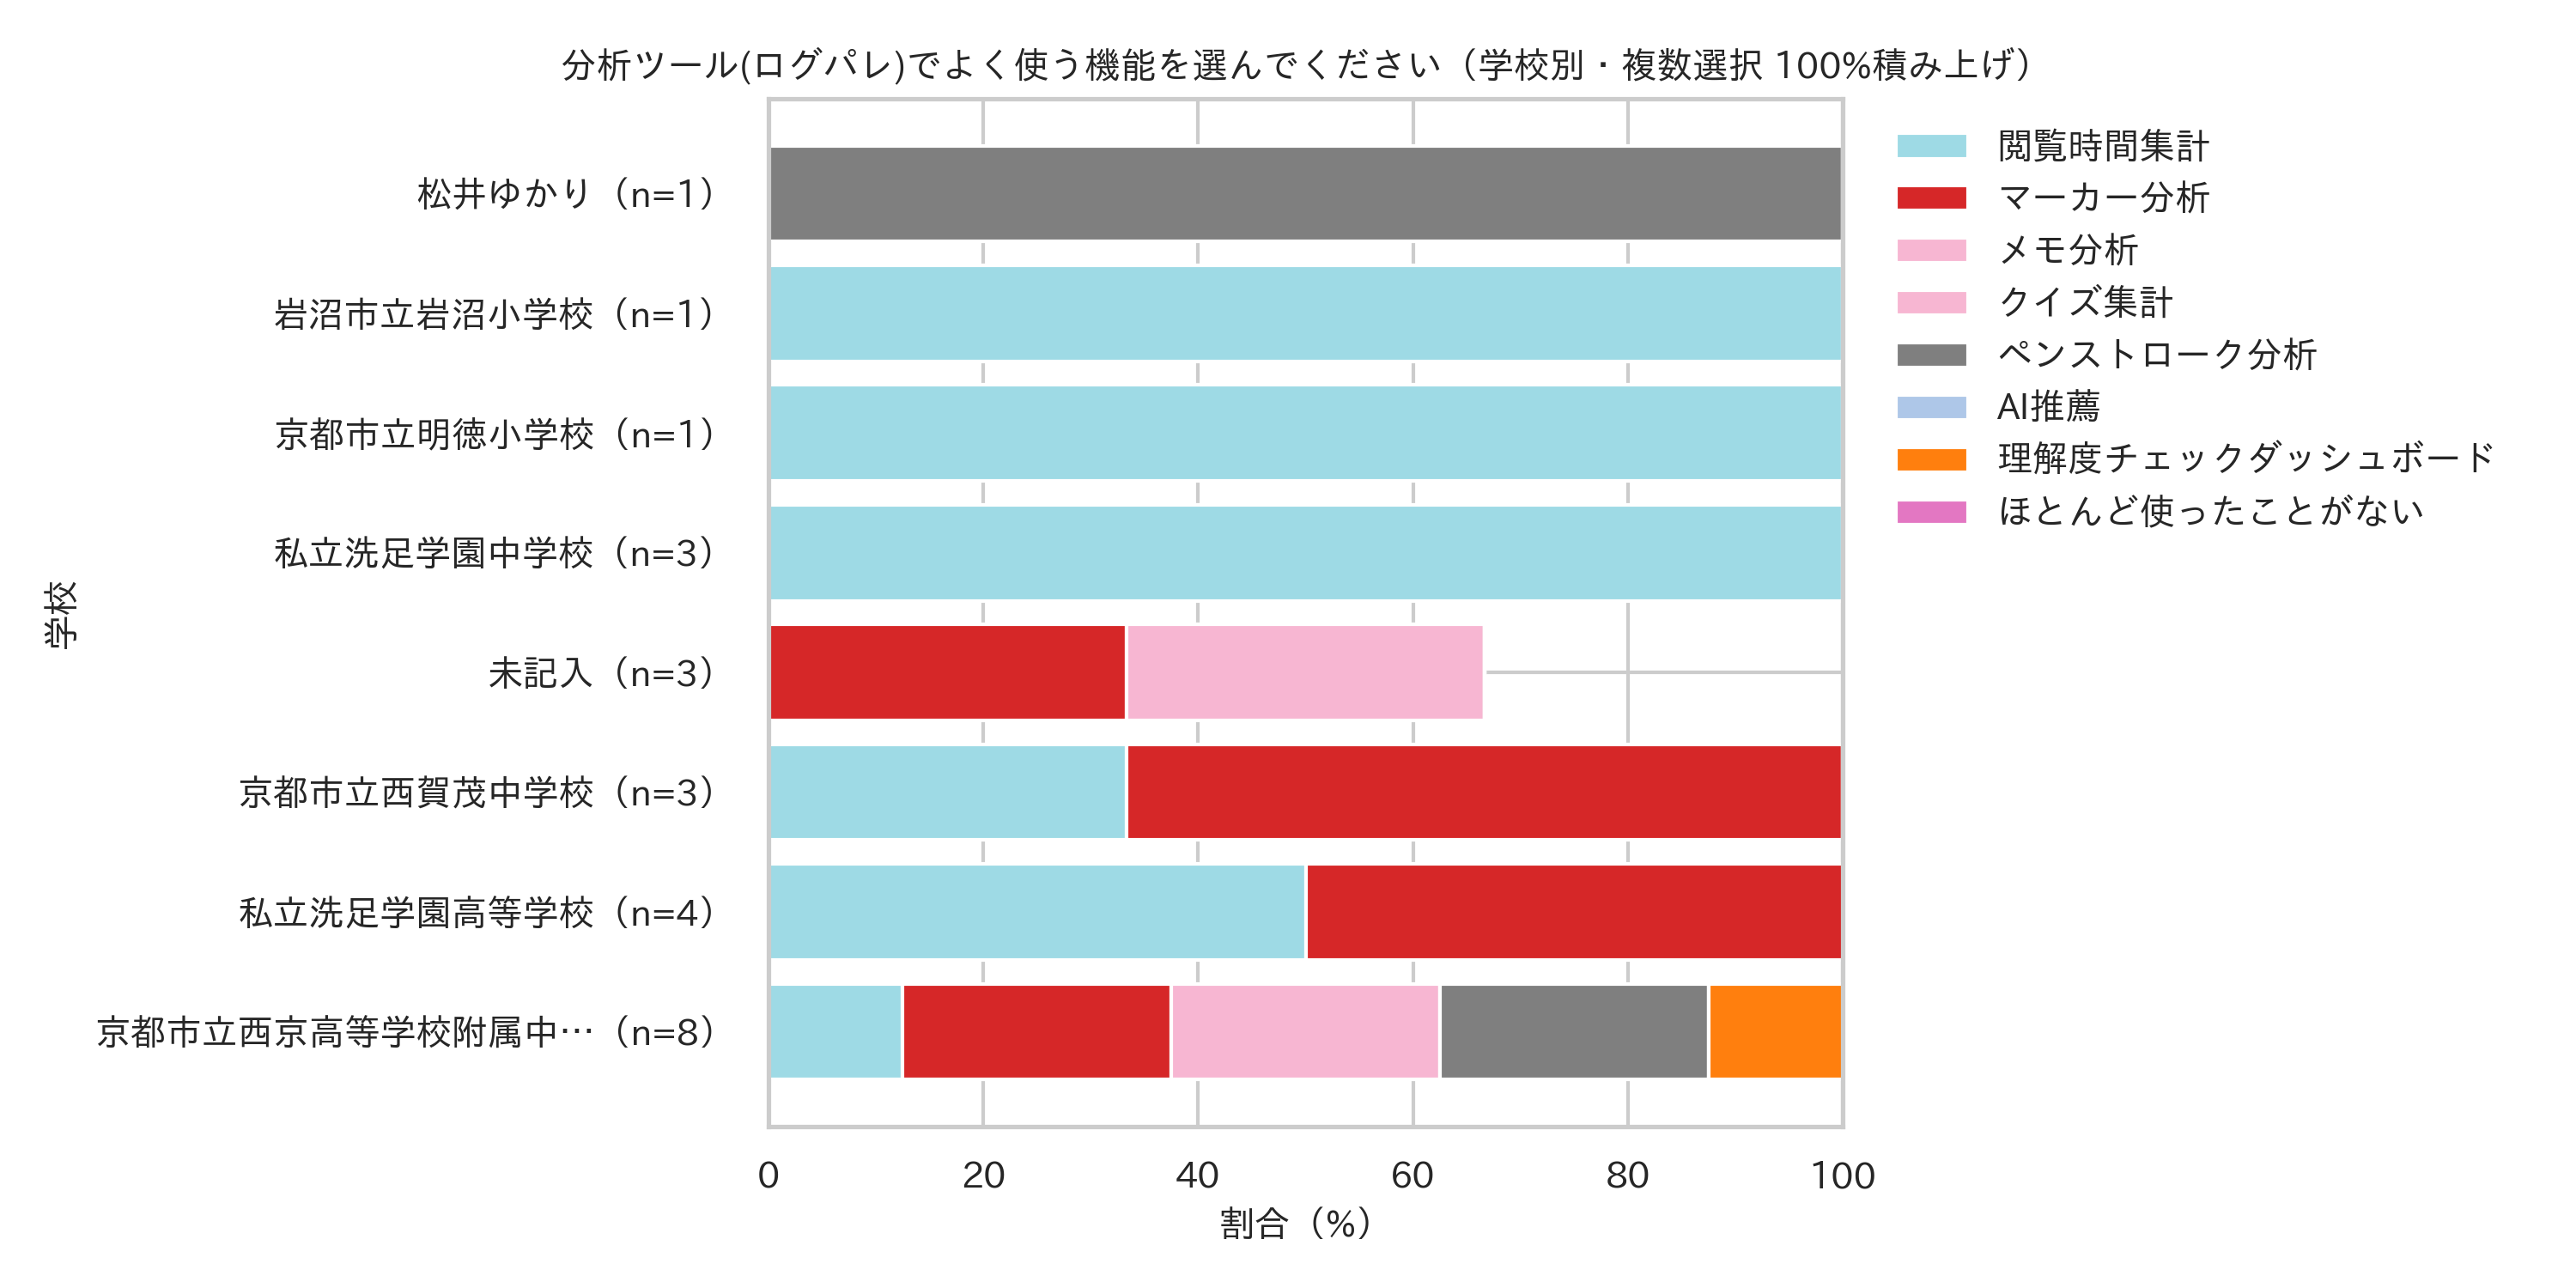 分析ツール(ログパレ)でよく使う機能を選んでください（学校別・複数選択 100%積み上げ）
学校
松井ゆかり（n=1）
岩沼市立岩沼小学校（n=1）
京都市立明徳小学校（n=1）
私立洗足学園中学校（n=3）
未記入（n=3）
京都市立西賀茂中学校（n=3）
私立洗足学園高等学校（n=4）
京都市立西京高等学校附属中…（n=8）
0 20 40 60 80 100
割合（%）
閲覧時間集計
マーカー分析
メモ分析
クイズ集計
ペンストローク分析
AI推薦
理解度チェックダッシュボード
ほとんど使ったことがない